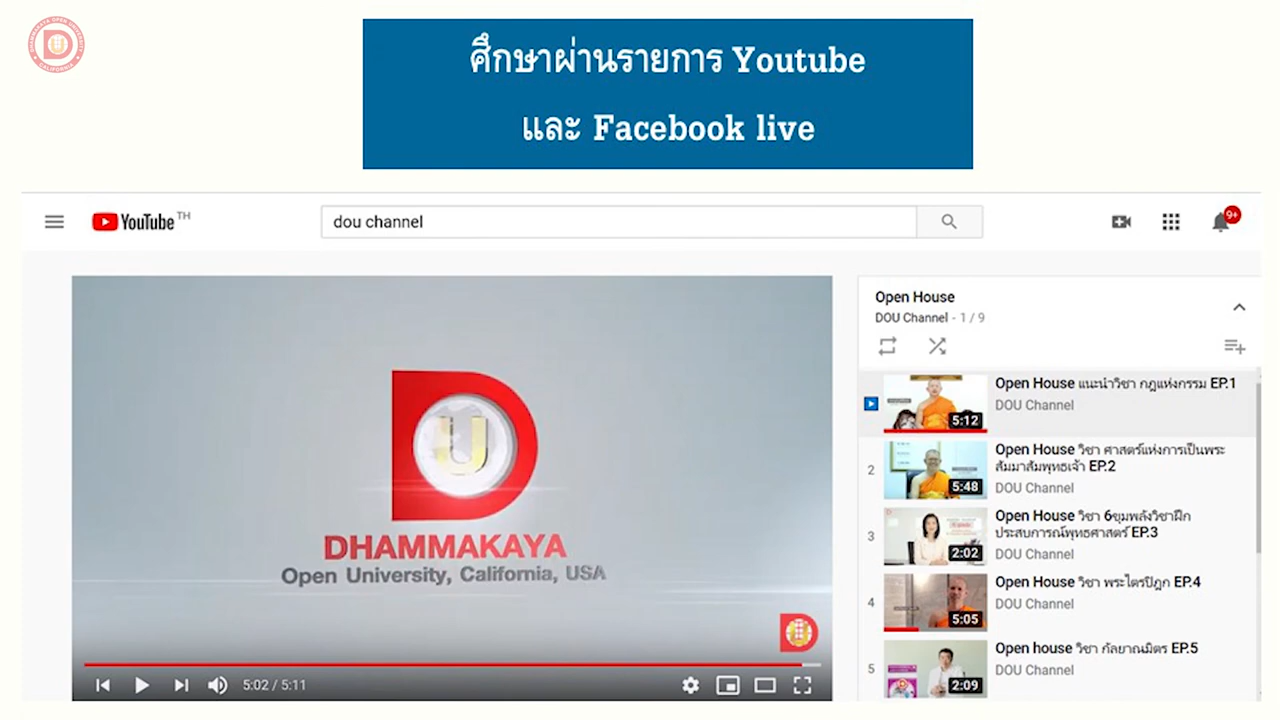 DHAMMAKAYA OPEN UNIVERSITY
CALIFORNIA
ศึกษาผ่านรายการ Youtube
และ Facebook live
YouTube TH
dou channel
9+
U
DHAMMAKAYA
Open University, California, USA
5:02 / 5:11
Open House
DOU Channel - 1 / 9
Open House แนะนำวิชา กฎแห่งกรรม EP.1
DOU Channel
5:12
2
Open House วิชา ศาสตร์แห่งการเป็นพระ
สัมมาสัมพุทธเจ้า EP.2
DOU Channel
5:48
3
Open House วิชา 6ขุมพลังวิชาฝึก
ประสบการณ์พุทธศาสตร์ EP.3
DOU Channel
2:02
4
Open House วิชา พระไตรปิฎก EP.4
DOU Channel
5:05
5
Open house วิชา กัลยาณมิตร EP.5
DOU Channel
2:09